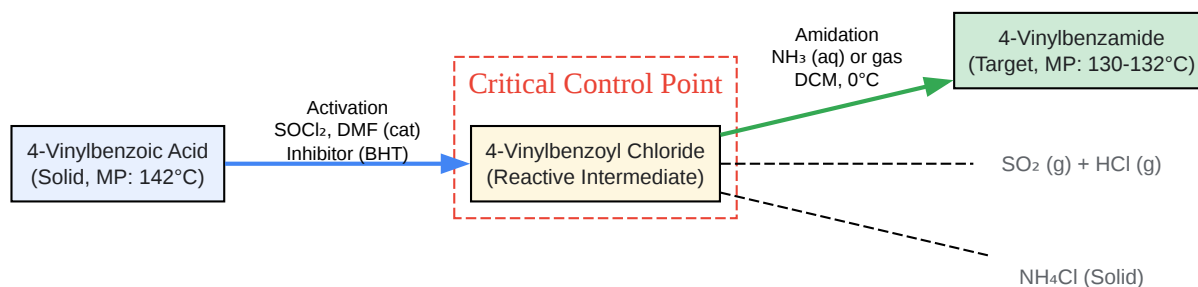 4-Vinylbenzoic Acid
(Solid, MP: 142°C)
Activation
SOCl₂, DMF (cat)
Inhibitor (BHT)
Critical Control Point
4-Vinylbenzoyl Chloride
(Reactive Intermediate)
Amidation
NH₃ (aq) or gas
DCM, 0°C
4-Vinylbenzamide
(Target, MP: 130-132°C)
SO₂ (g) + HCl (g)
NH₄Cl (Solid)